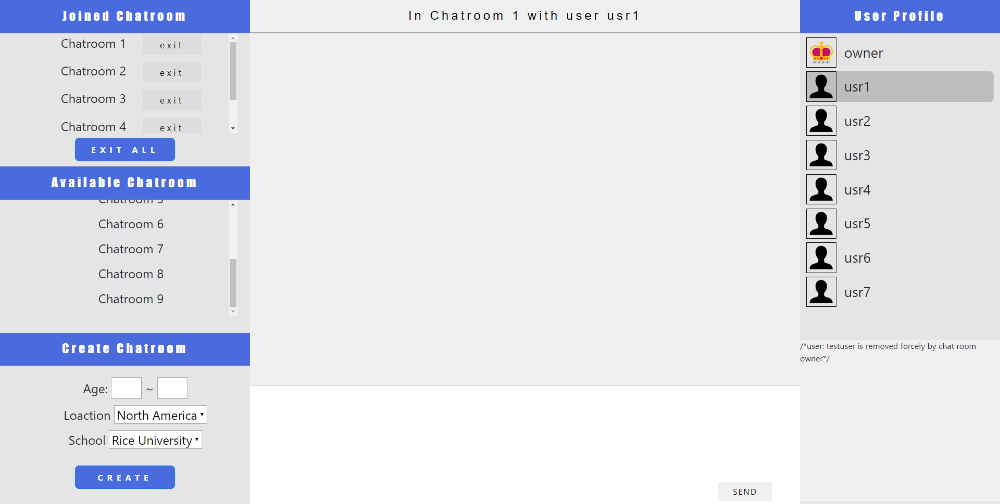 Joined Chatroom
Chatroom 1 exit
Chatroom 2 exit
Chatroom 3 exit
Chatroom 4 exit
EXIT ALL
Available Chatroom
Chatroom 5
Chatroom 6
Chatroom 7
Chatroom 8
Chatroom 9
Create Chatroom
Age: ~
Loaction North America
School Rice University
CREATE
In Chatroom 1 with user usr1
SEND
User Profile
owner
usr1
usr2
usr3
usr4
usr5
usr6
usr7
/*user: testuser is removed forcely by chat room
owner*/